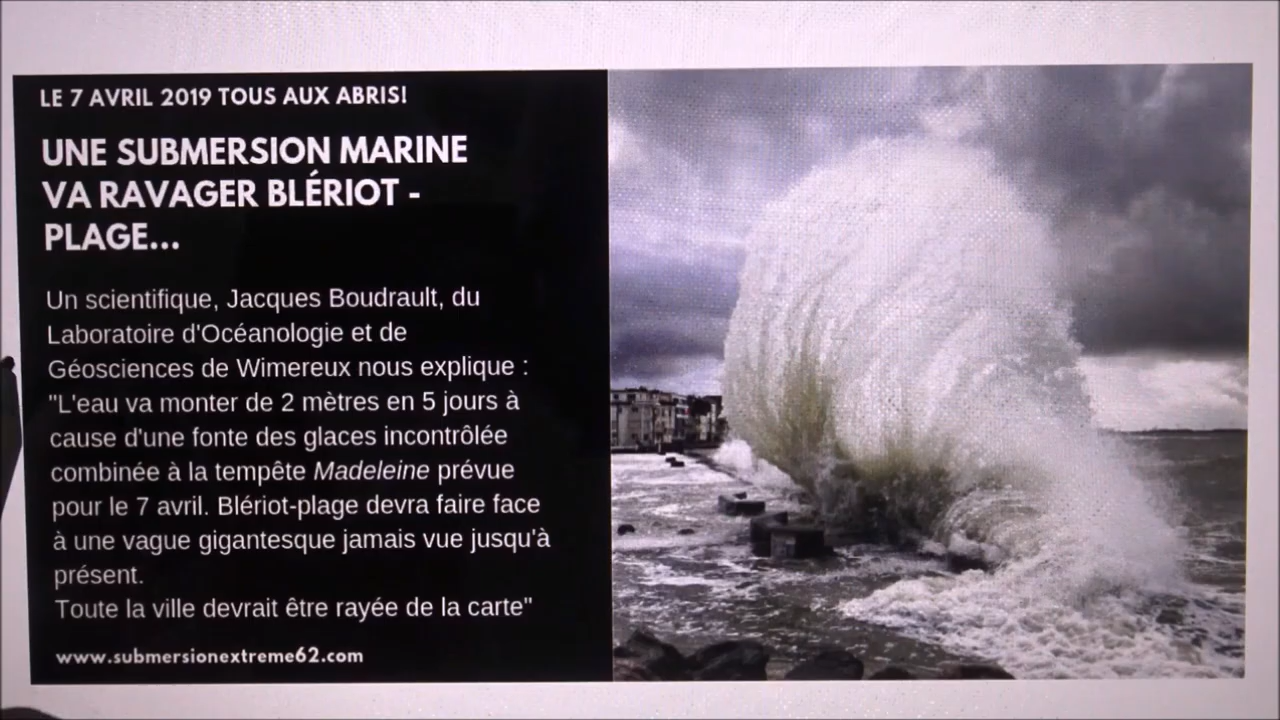 LE 7 AVRIL 2019 TOUS AUX ABRIS!
UNE SUBMERSION MARINE
VA RAVAGER BLÉRIOT -
PLAGE...
Un scientifique, Jacques Boudrault, du
Laboratoire d'Océanologie et de
Géosciences de Wimereux nous explique :
"L'eau va monter de 2 mètres en 5 jours à
cause d'une fonte des glaces incontrôlée
combinée à la tempête Madeleine prévue
pour le 7 avril. Blériot-plage devra faire face
à une vague gigantesque jamais vue jusqu'à
présent.
Toute la ville devrait être rayée de la carte"
www.submersionextreme62.com